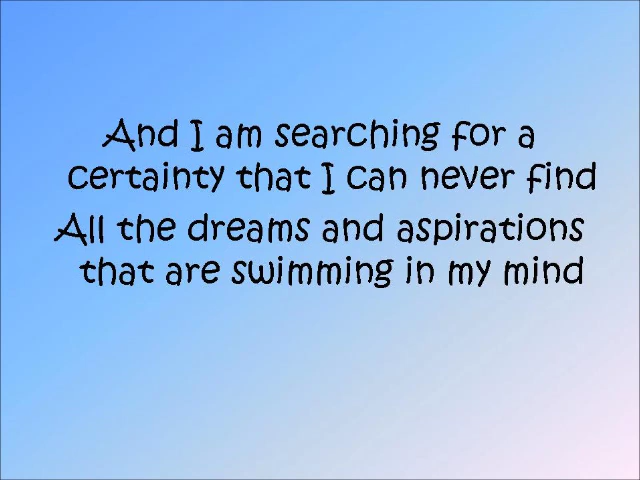 And I am searching for a
certainty that I can never find
All the dreams and aspirations
that are swimming in my mind